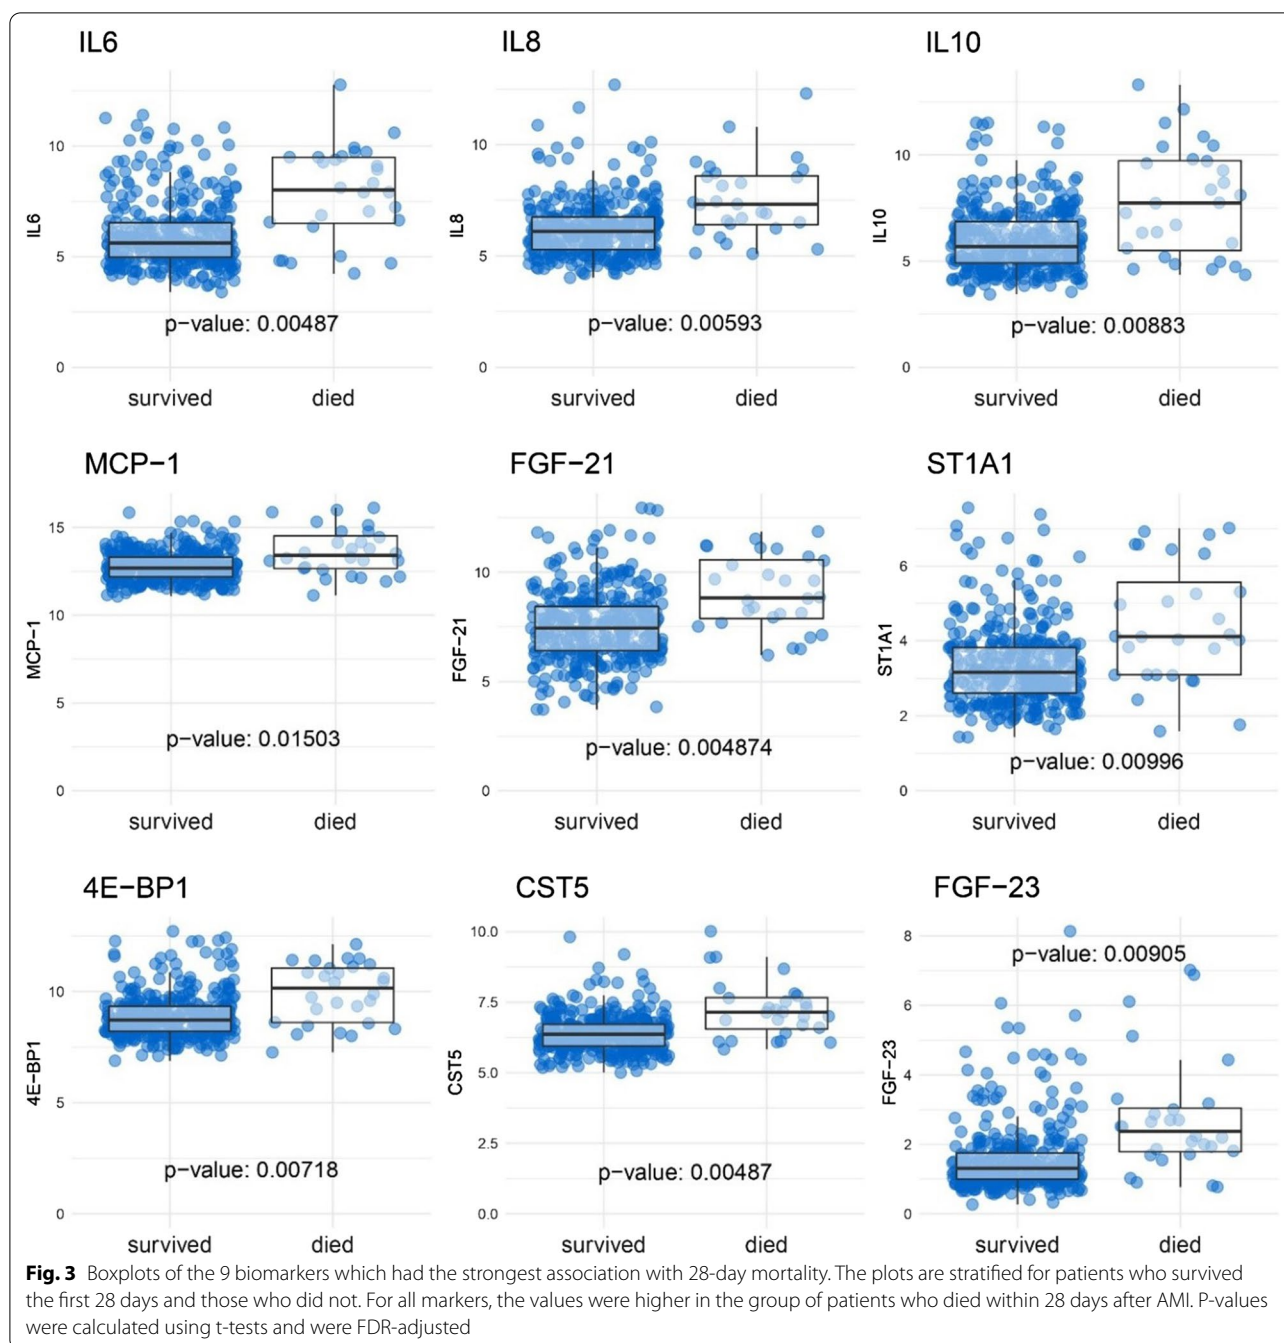 IL6
IL8
IL10
10
5
0
IL6
p−value: 0.00487
survived
died
10
5
0
IL8
p−value: 0.00593
survived
died
10
5
0
IL10
p−value: 0.00883
survived
died
MCP−1
FGF−21
ST1A1
15
10
5
0
MCP−1
p−value: 0.01503
survived
died
10
5
0
FGF−21
p−value: 0.004874
survived
died
6
4
2
0
ST1A1
p−value: 0.00996
survived
died
4E−BP1
CST5
FGF−23
10
5
0
4E−BP1
p−value: 0.00718
survived
died
10.0
7.5
5.0
2.5
0.0
CST5
p−value: 0.00487
survived
died
8
6
4
2
0
FGF−23
p−value: 0.00905
survived
died
Fig. 3 Boxplots of the 9 biomarkers which had the strongest association with 28-day mortality. The plots are stratified for patients who survived
the first 28 days and those who did not. For all markers, the values were higher in the group of patients who died within 28 days after AMI. P-values
were calculated using t-tests and were FDR-adjusted